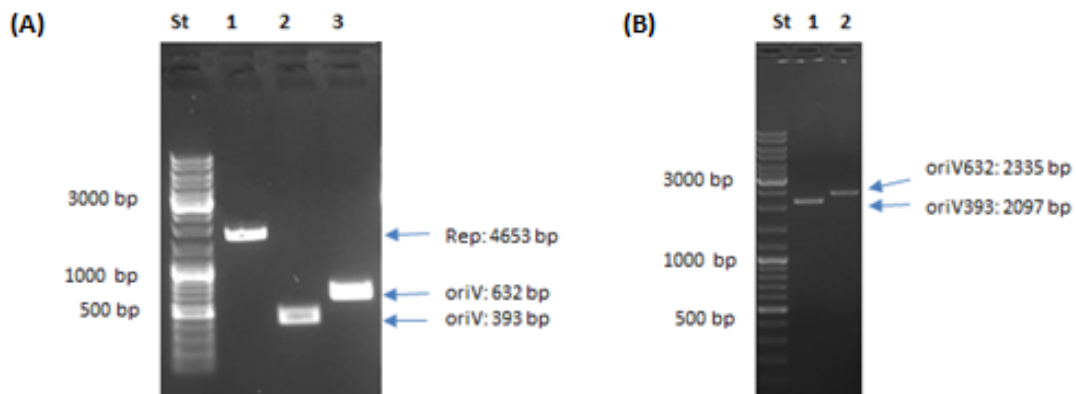 (A)
St 1 2 3
3000 bp
1000 bp
500 bp
Rep: 4653 bp
oriV: 632 bp
oriV: 393 bp
(B)
St 1 2
3000 bp
1000 bp
500 bp
oriV632: 2335 bp
oriV393: 2097 bp